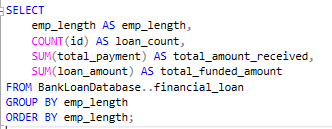 SELECT
emp_length AS emp_length,
COUNT(id) AS loan_count,
SUM(total_payment) AS total_amount_received,
SUM(loan_amount) AS total_funded_amount
FROM BankLoanDatabase..financial_loan
GROUP BY emp_length
ORDER BY emp_length;